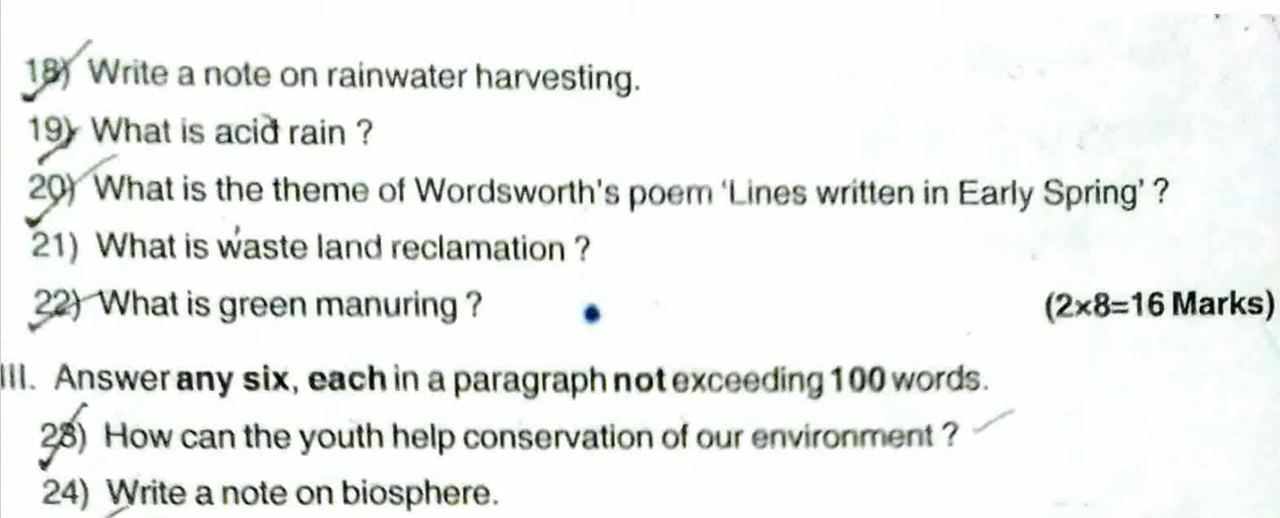 18) Write a note on rainwater harvesting.
19) What is acid rain ?
20) What is the theme of Wordsworth's poem 'Lines written in Early Spring' ?
21) What is waste land reclamation ?
22) What is green manuring ? (2×8=16 Marks)
III. Answer any six, each in a paragraph not exceeding 100 words.
23) How can the youth help conservation of our environment ?
24) Write a note on biosphere.